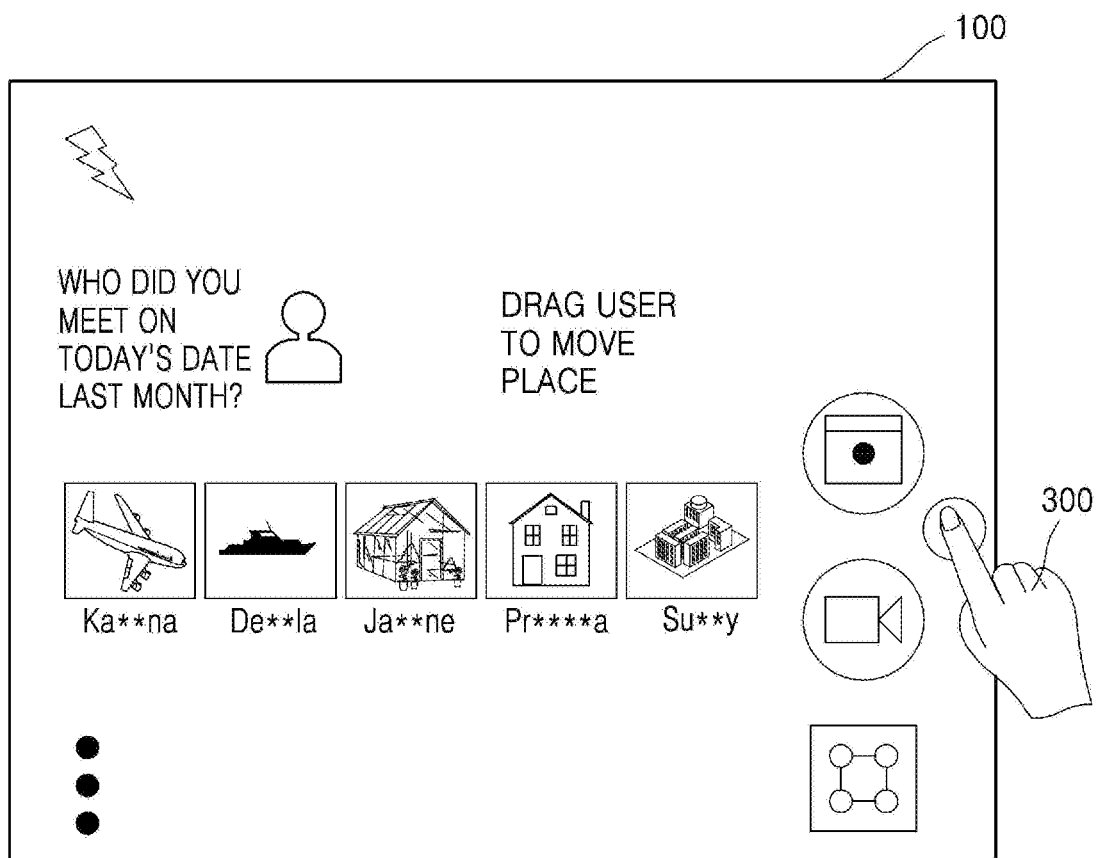 100
WHO DID YOU
MEET ON
TODAY'S DATE
LAST MONTH?
DRAG USER
TO MOVE
PLACE
300
Ka**na De**la Ja**ne Pr****a Su**y